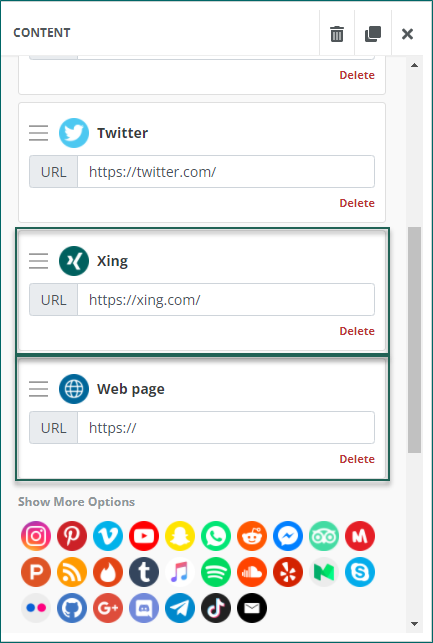 CONTENT
Delete
Twitter
URL https://twitter.com/
Delete
Xing
URL https://xing.com/
Delete
Web page
URL https://
Delete
Show More Options